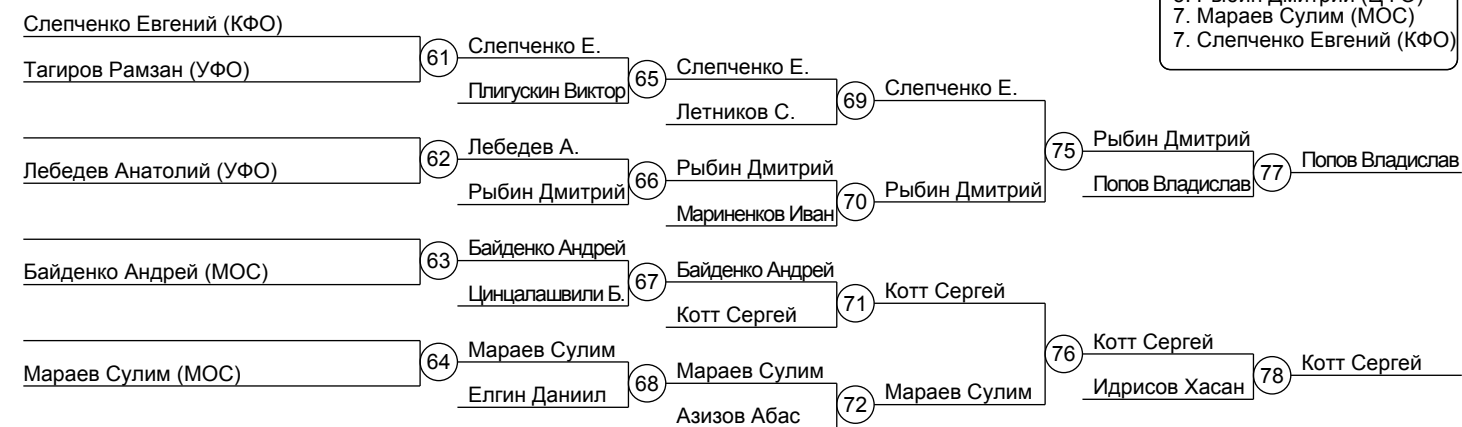 5. Рыбин Дмитрий (ЦФО)
7. Мараев Сулим (МОС)
7. Слепченко Евгений (КФО)
Слепченко Евгений (КФО)
Тагиров Рамзан (УФО)
61
Слепченко Е.
Плигускин Виктор
65
Слепченко Е.
Летников С.
69
Слепченко Е.
Лебедев Анатолий (УФО)
62
Лебедев А.
Рыбин Дмитрий
66
Рыбин Дмитрий
Мариненков Иван
70
Рыбин Дмитрий
75
Рыбин Дмитрий
Попов Владислав
77
Попов Владислав
Байденко Андрей (МОС)
63
Байденко Андрей
Цинцалашвили Б.
67
Байденко Андрей
Котт Сергей
71
Котт Сергей
Мараев Сулим (МОС)
64
Мараев Сулим
Елгин Даниил
68
Мараев Сулим
Азизов Абас
72
Мараев Сулим
76
Котт Сергей
Идрисов Хасан
78
Котт Сергей